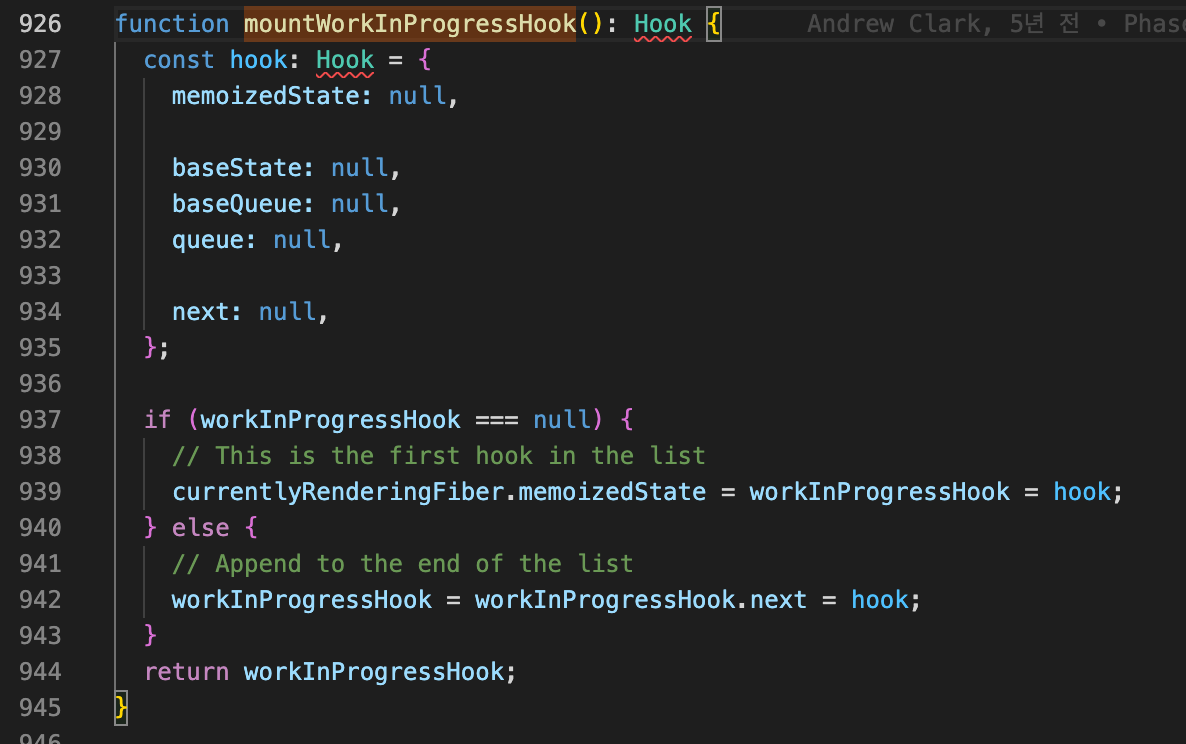 926 function mountWorkInProgressHook(): Hook { Andrew Clark, 5년 전 • Phas
927 const hook: Hook = {
928 memoizedState: null,
929
930 baseState: null,
931 baseQueue: null,
932 queue: null,
933
934 next: null,
935 };
936
937 if (workInProgressHook === null) {
938 // This is the first hook in the list
939 currentlyRenderingFiber.memoizedState = workInProgressHook = hook;
940 } else {
941 // Append to the end of the list
942 workInProgressHook = workInProgressHook.next = hook;
943 }
944 return workInProgressHook;
945 }
946